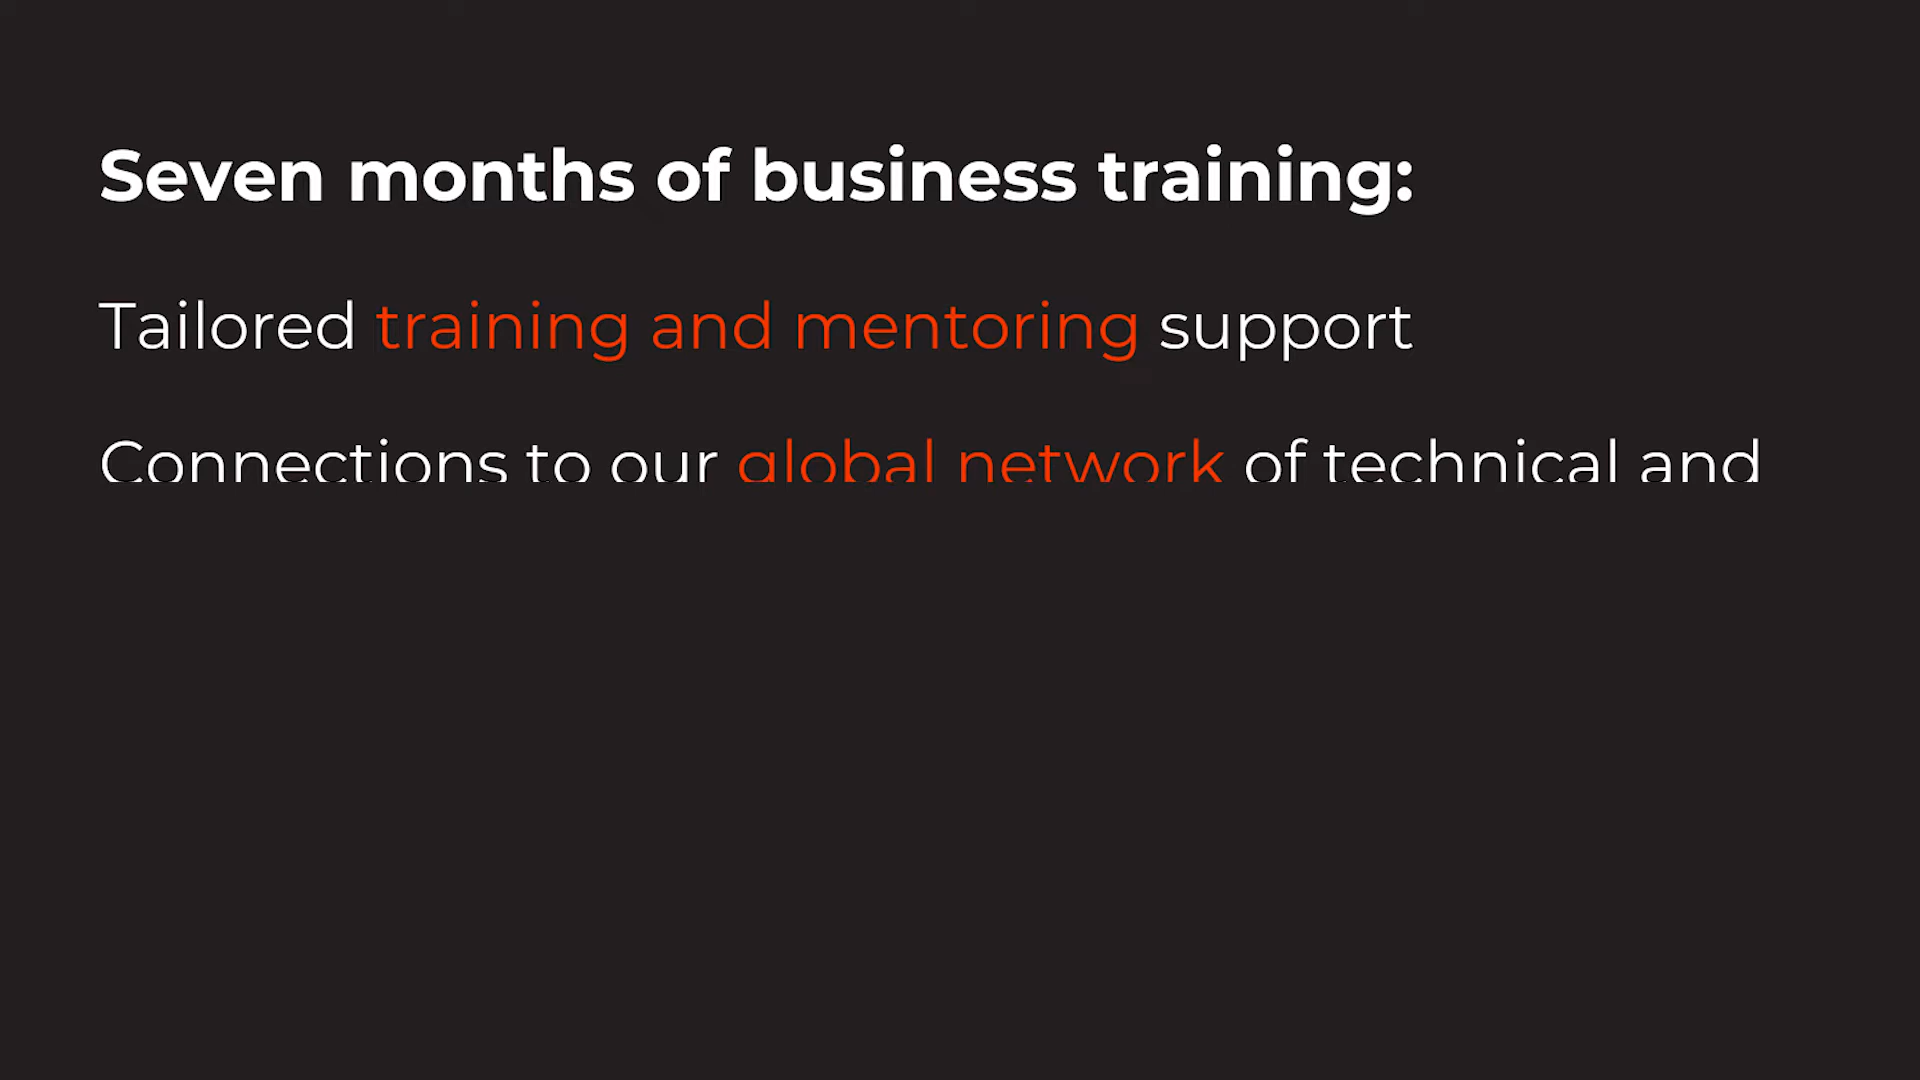 Seven months of business training:
Tailored training and mentoring support
Connections to our global network of technical and